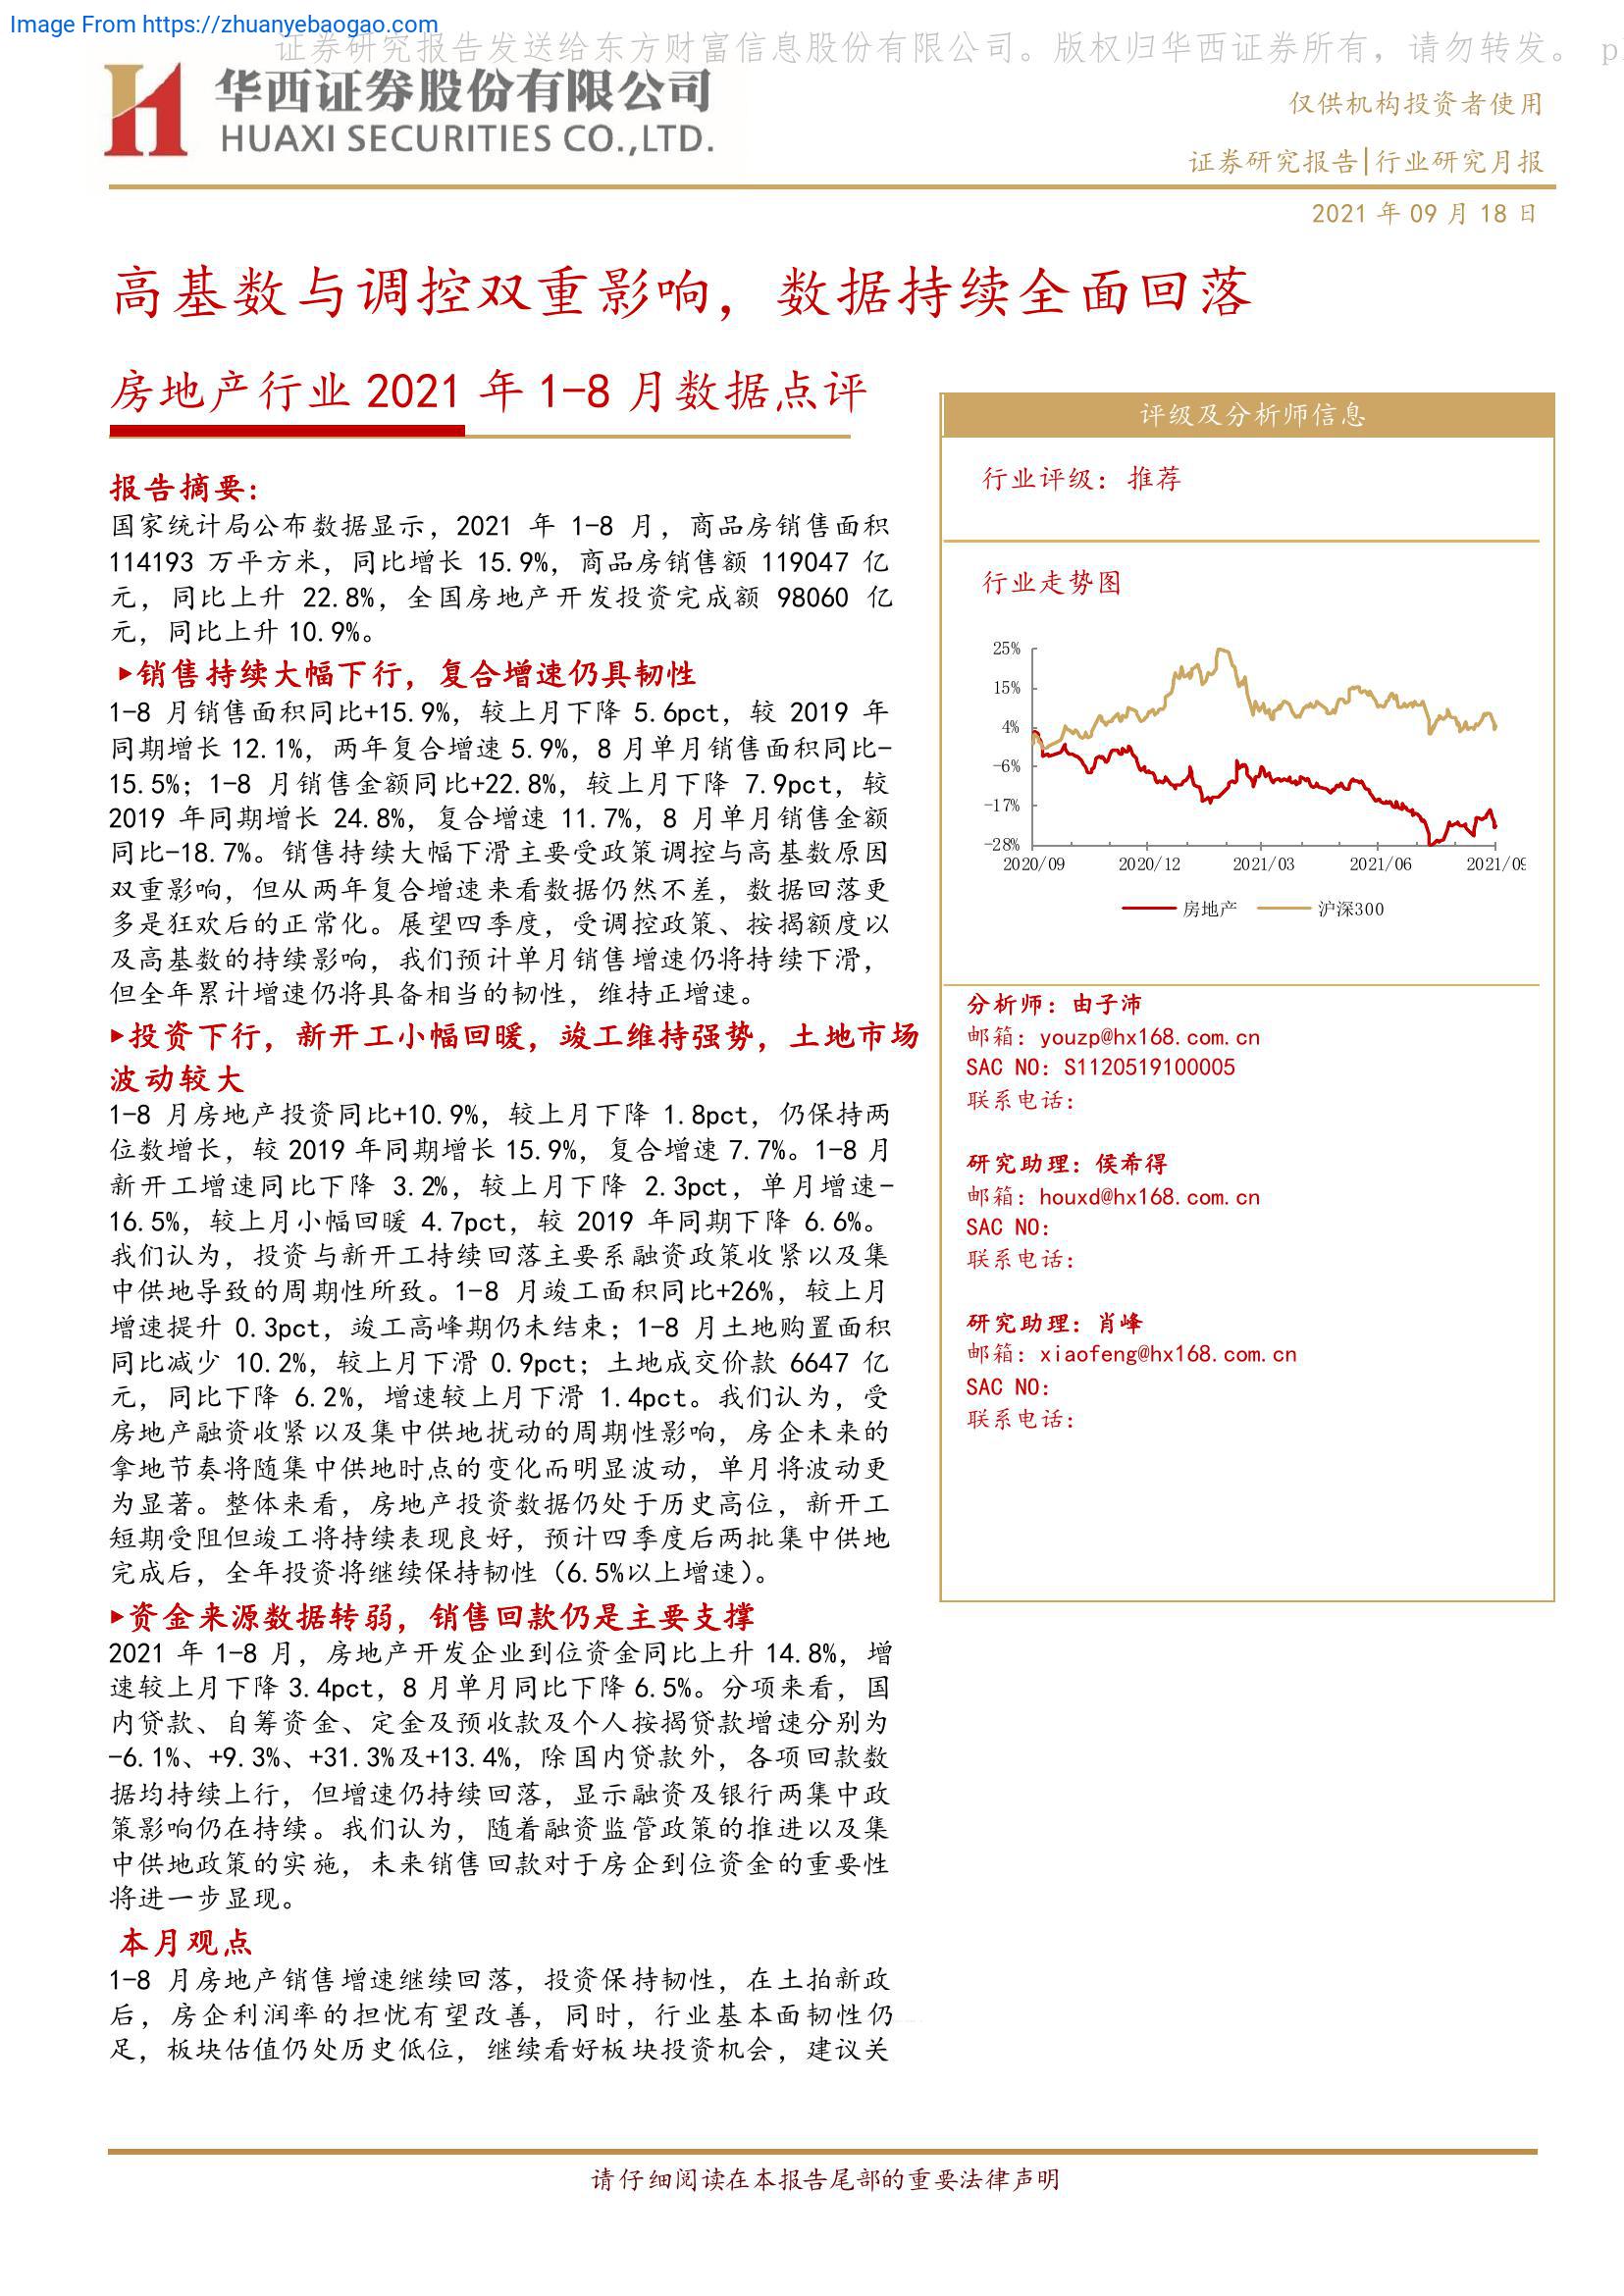 Image From https://zhuanyebaogao.com
证券研究报告发送给东方财富信息股份有限公司。版权归华西证券所有，请勿转发。 p
华西证券股份有限公司
HUAXI SECURITIES CO.,LTD.
仅供机构投资者使用
证券研究报告|行业研究月报
2021 年 09 月 18 日
高基数与调控双重影响，数据持续全面回落
房地产行业 2021 年 1-8 月数据点评
报告摘要：
国家统计局公布数据显示，2021 年 1-8 月，商品房销售面积
114193 万平方米，同比增长 15.9%，商品房销售额 119047 亿
元，同比上升 22.8%，全国房地产开发投资完成额 98060 亿
元，同比上升 10.9%。
▶销售持续大幅下行，复合增速仍具韧性
1-8 月销售面积同比+15.9%，较上月下降 5.6pct，较 2019 年
同期增长 12.1%，两年复合增速 5.9%，8 月单月销售面积同比-
15.5%；1-8 月销售金额同比+22.8%，较上月下降 7.9pct，较
2019 年同期增长 24.8%，复合增速 11.7%，8 月单月销售金额
同比-18.7%。销售持续大幅下滑主要受政策调控与高基数原因
双重影响，但从两年复合增速来看数据仍然不差，数据回落更
多是狂欢后的正常化。展望四季度，受调控政策、按揭额度以
及高基数的持续影响，我们预计单月销售增速仍将持续下滑，
但全年累计增速仍将具备相当的韧性，维持正增速。
▶投资下行，新开工小幅回暖，竣工维持强势，土地市场
波动较大
1-8 月房地产投资同比+10.9%，较上月下降 1.8pct，仍保持两
位数增长，较 2019 年同期增长 15.9%，复合增速 7.7%。1-8 月
新开工增速同比下降 3.2%，较上月下降 2.3pct，单月增速-
16.5%，较上月小幅回暖 4.7pct，较 2019 年同期下降 6.6%。
我们认为，投资与新开工持续回落主要系融资政策收紧以及集
中供地导致的周期性所致。1-8 月竣工面积同比+26%，较上月
增速提升 0.3pct，竣工高峰期仍未结束；1-8 月土地购置面积
同比减少 10.2%，较上月下滑 0.9pct；土地成交价款 6647 亿
元，同比下降 6.2%，增速较上月下滑 1.4pct。我们认为，受
房地产融资收紧以及集中供地扰动的周期性影响，房企未来的
拿地节奏将随集中供地时点的变化而明显波动，单月将波动更
为显著。整体来看，房地产投资数据仍处于历史高位，新开工
短期受阻但竣工将持续表现良好，预计四季度后两批集中供地
完成后，全年投资将继续保持韧性（6.5%以上增速）。
▶资金来源数据转弱，销售回款仍是主要支撑
2021 年 1-8 月，房地产开发企业到位资金同比上升 14.8%，增
速较上月下降 3.4pct，8 月单月同比下降 6.5%。分项来看，国
内贷款、自筹资金、定金及预收款及个人按揭贷款增速分别为
-6.1%、+9.3%、+31.3%及+13.4%，除国内贷款外，各项回款数
据均持续上行，但增速仍持续回落，显示融资及银行两集中政
策影响仍在持续。我们认为，随着融资监管政策的推进以及集
中供地政策的实施，未来销售回款对于房企到位资金的重要性
将进一步显现。
本月观点
1-8 月房地产销售增速继续回落，投资保持韧性，在土拍新政
后，房企利润率的担忧有望改善，同时，行业基本面韧性仍
足，板块估值仍处历史低位，继续看好板块投资机会，建议关
评级及分析师信息
行业评级：推荐
行业走势图
25%
15%
4%
-6%
-17%
-28%
2020/09 2020/12 2021/03 2021/06 2021/09
房地产 沪深300
分析师：由子沛
邮箱：youzp@hx168.com.cn
SAC NO：S1120519100005
联系电话：
研究助理：侯希得
邮箱：houxd@hx168.com.cn
SAC NO：
联系电话：
研究助理：肖峰
邮箱：xiaofeng@hx168.com.cn
SAC NO：
联系电话：
请仔细阅读在本报告尾部的重要法律声明